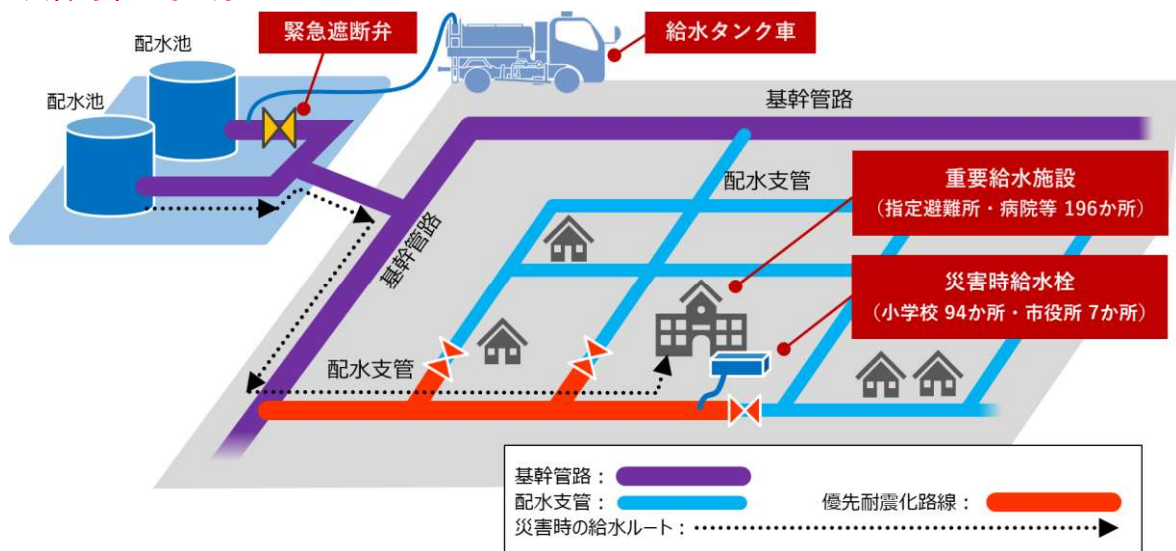 配水池
配水池
緊急遮断弁
給水タンク車
基幹管路
配水支管
重要給水施設
(指定避難所・病院等 196か所)
基幹管路
災害時給水栓
(小学校 94か所・市役所 7か所)
配水支管
基幹管路:
配水支管:
優先耐震化路線:
災害時の給水ルート: